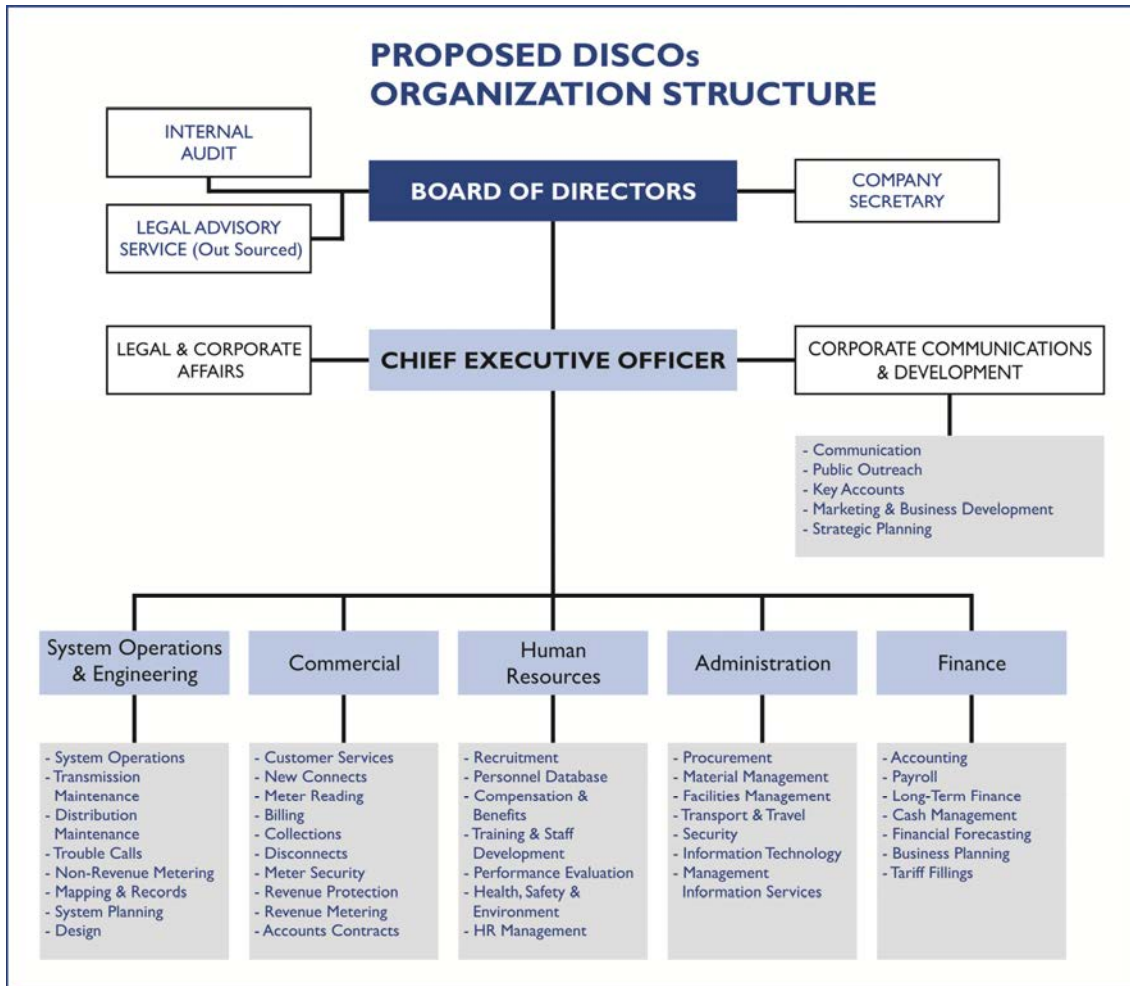 PROPOSED DISCOs
ORGANIZATION STRUCTURE
INTERNAL
AUDIT
BOARD OF DIRECTORS
COMPANY
SECRETARY
LEGAL ADVISORY
SERVICE (Out Sourced)
LEGAL & CORPORATE
AFFAIRS
CHIEF EXECUTIVE OFFICER
CORPORATE COMMUNICATIONS
& DEVELOPMENT
- Communication
- Public Outreach
- Key Accounts
- Marketing & Business Development
- Strategic Planning
System Operations
& Engineering
- System Operations
- Transmission
Maintenance
- Distribution
Maintenance
- Trouble Calls
- Non-Revenue Metering
- Mapping & Records
- System Planning
- Design
Commercial
- Customer Services
- New Connects
- Meter Reading
- Billing
- Collections
- Disconnects
- Meter Security
- Revenue Protection
- Revenue Metering
- Accounts Contracts
Human
Resources
- Recruitment
- Personnel Database
- Compensation &
Benefits
- Training & Staff
Development
- Performance Evaluation
- Health, Safety &
Environment
- HR Management
Administration
- Procurement
- Material Management
- Facilities Management
- Transport & Travel
- Security
- Information Technology
- Management
Information Services
Finance
- Accounting
- Payroll
- Long-Term Finance
- Cash Management
- Financial Forecasting
- Business Planning
- Tariff Fillings